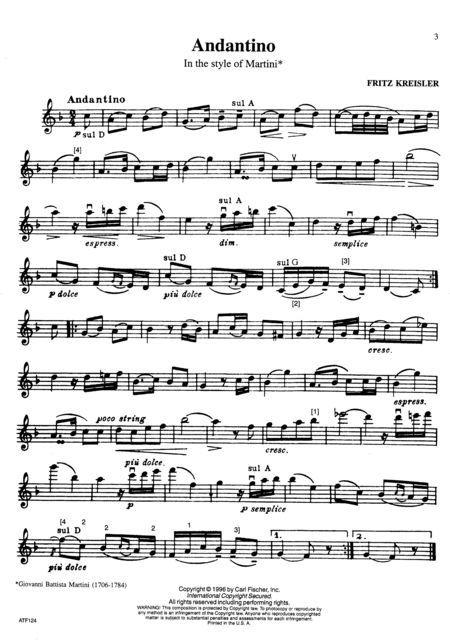 3
Andantino
In the style of Martini*
FRITZ KREISLER
Andantino
sul A
p sul D
[4]
sul A
espress.
dim.
semplice
sul D
sul G
[3]
p dolce
più dolce
[2]
cresc.
espress.
poco string
[1]
cresc.
più dolce
sul A
p
p semplice
sul D
[4 2 2 1 1 3]
più dolce
*Giovanni Battista Martini (1706-1784)
Copyright © 1996 by Carl Fischer, Inc.
International Copyright Secured.
All rights reserved including performing rights.
WARNING! This composition is protected by Copyright law. To photocopy or reproduce by
any method is an infringement of the Copyright law. Anyone who reproduces copyrighted
matter is subject to substantial penalties and assessments for each infringement.
Printed in the U. S. A.
ATF124